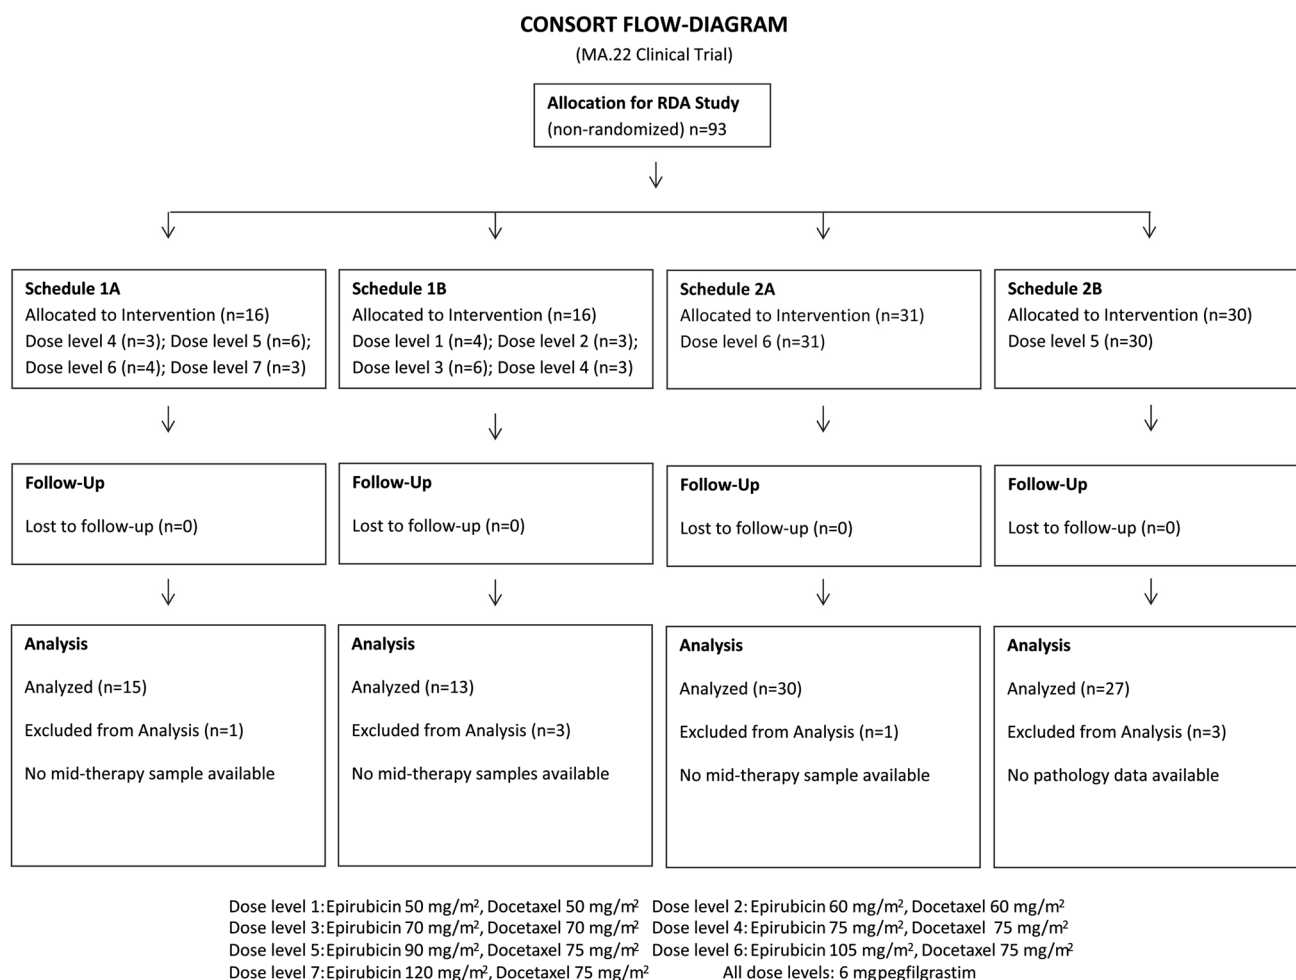 CONSORT FLOW-DIAGRAM
(MA.22 Clinical Trial)
Allocation for RDA Study
(non-randomized) n=93
Schedule 1A
Allocated to Intervention (n=16)
Dose level 4 (n=3); Dose level 5 (n=6);
Dose level 6 (n=4); Dose level 7 (n=3)
Schedule 1B
Allocated to Intervention (n=16)
Dose level 1 (n=4); Dose level 2 (n=3);
Dose level 3 (n=6); Dose level 4 (n=3)
Schedule 2A
Allocated to Intervention (n=31)
Dose level 6 (n=31)
Schedule 2B
Allocated to Intervention (n=30)
Dose level 5 (n=30)
Follow-Up
Lost to follow-up (n=0)
Follow-Up
Lost to follow-up (n=0)
Follow-Up
Lost to follow-up (n=0)
Follow-Up
Lost to follow-up (n=0)
Analysis
Analyzed (n=15)
Excluded from Analysis (n=1)
No mid-therapy sample available
Analysis
Analyzed (n=13)
Excluded from Analysis (n=3)
No mid-therapy samples available
Analysis
Analyzed (n=30)
Excluded from Analysis (n=1)
No mid-therapy sample available
Analysis
Analyzed (n=27)
Excluded from Analysis (n=3)
No pathology data available
Dose level 1: Epirubicin 50 mg/m², Docetaxel 50 mg/m² Dose level 2: Epirubicin 60 mg/m², Docetaxel 60 mg/m²
Dose level 3: Epirubicin 70 mg/m², Docetaxel 70 mg/m² Dose level 4: Epirubicin 75 mg/m², Docetaxel 75 mg/m²
Dose level 5: Epirubicin 90 mg/m², Docetaxel 75 mg/m² Dose level 6: Epirubicin 105 mg/m², Docetaxel 75 mg/m²
Dose level 7: Epirubicin 120 mg/m², Docetaxel 75 mg/m² All dose levels: 6 mgpegfilgrastim